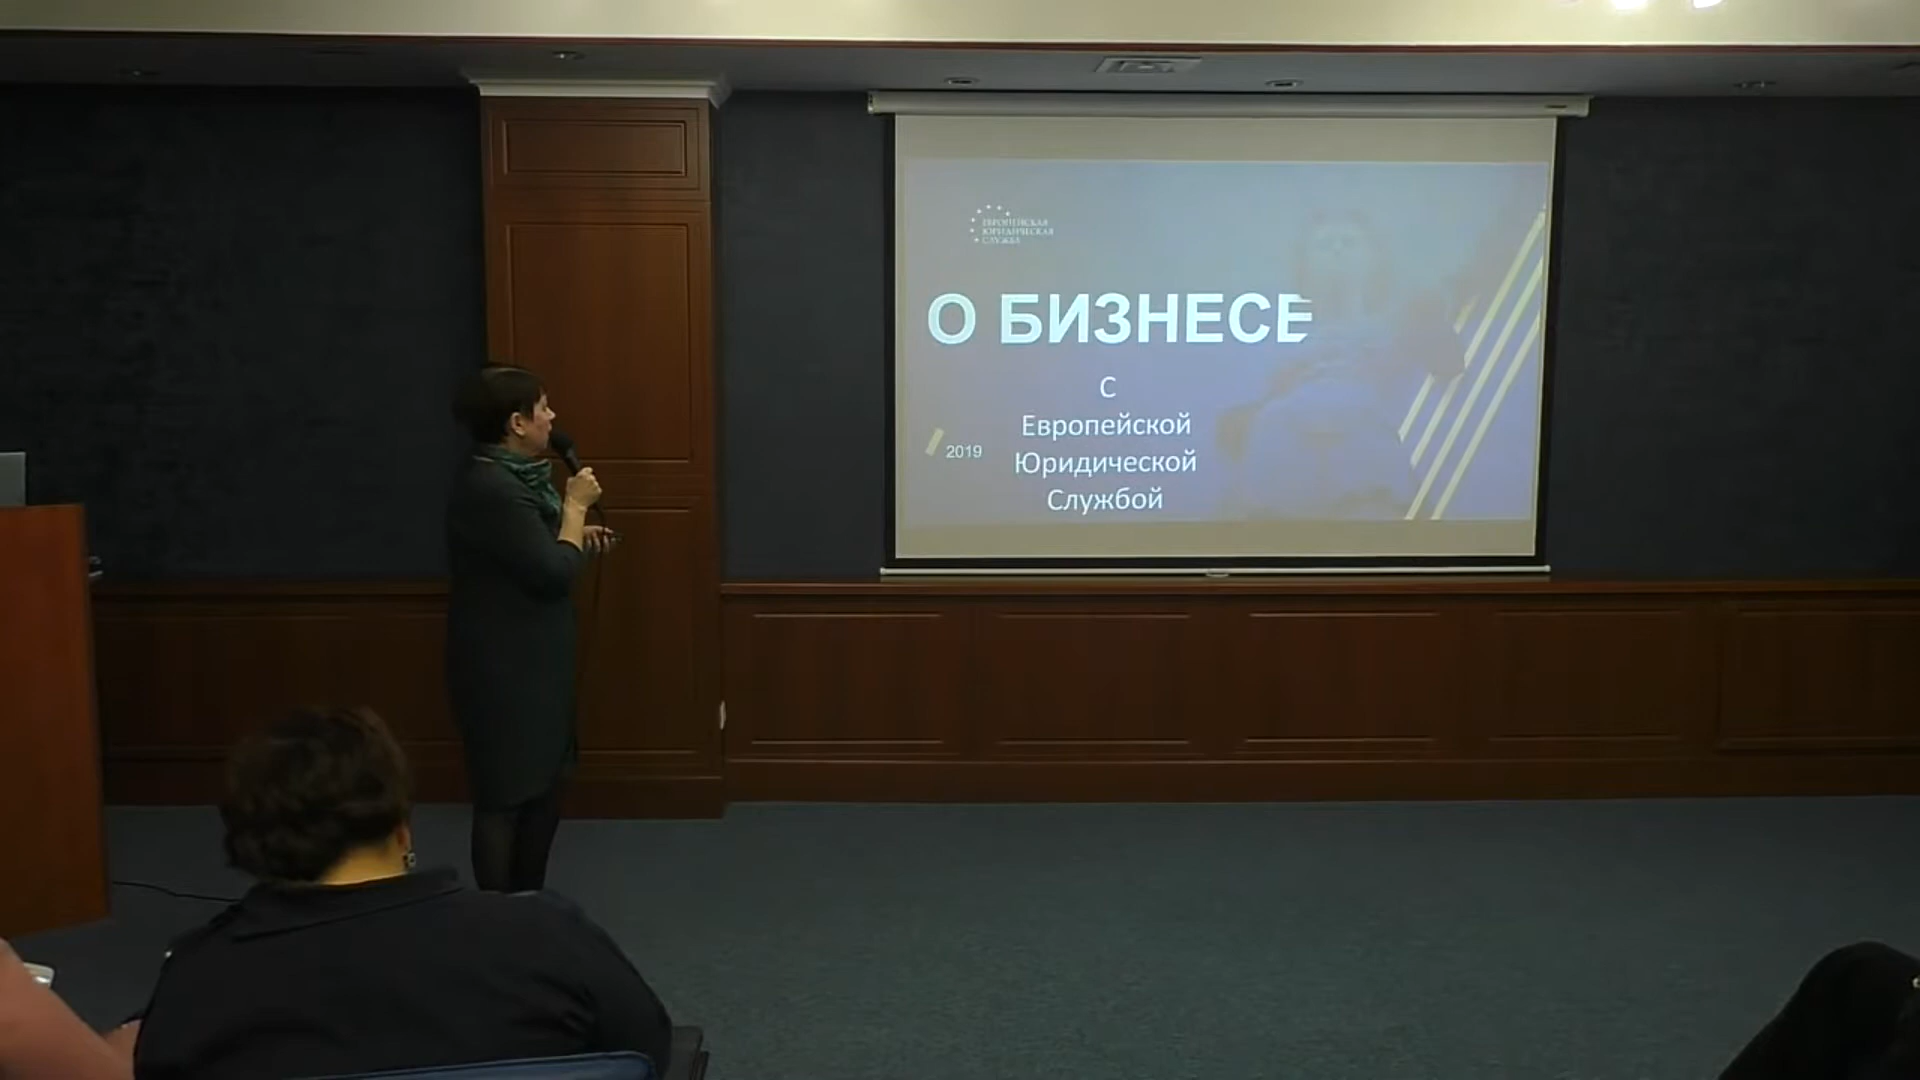 ЕВРОПЕЙСКАЯ
ЮРИДИЧЕСКАЯ
СЛУЖБА
О БИЗНЕСЕ
С
Европейской
Юридической
Службой
2019